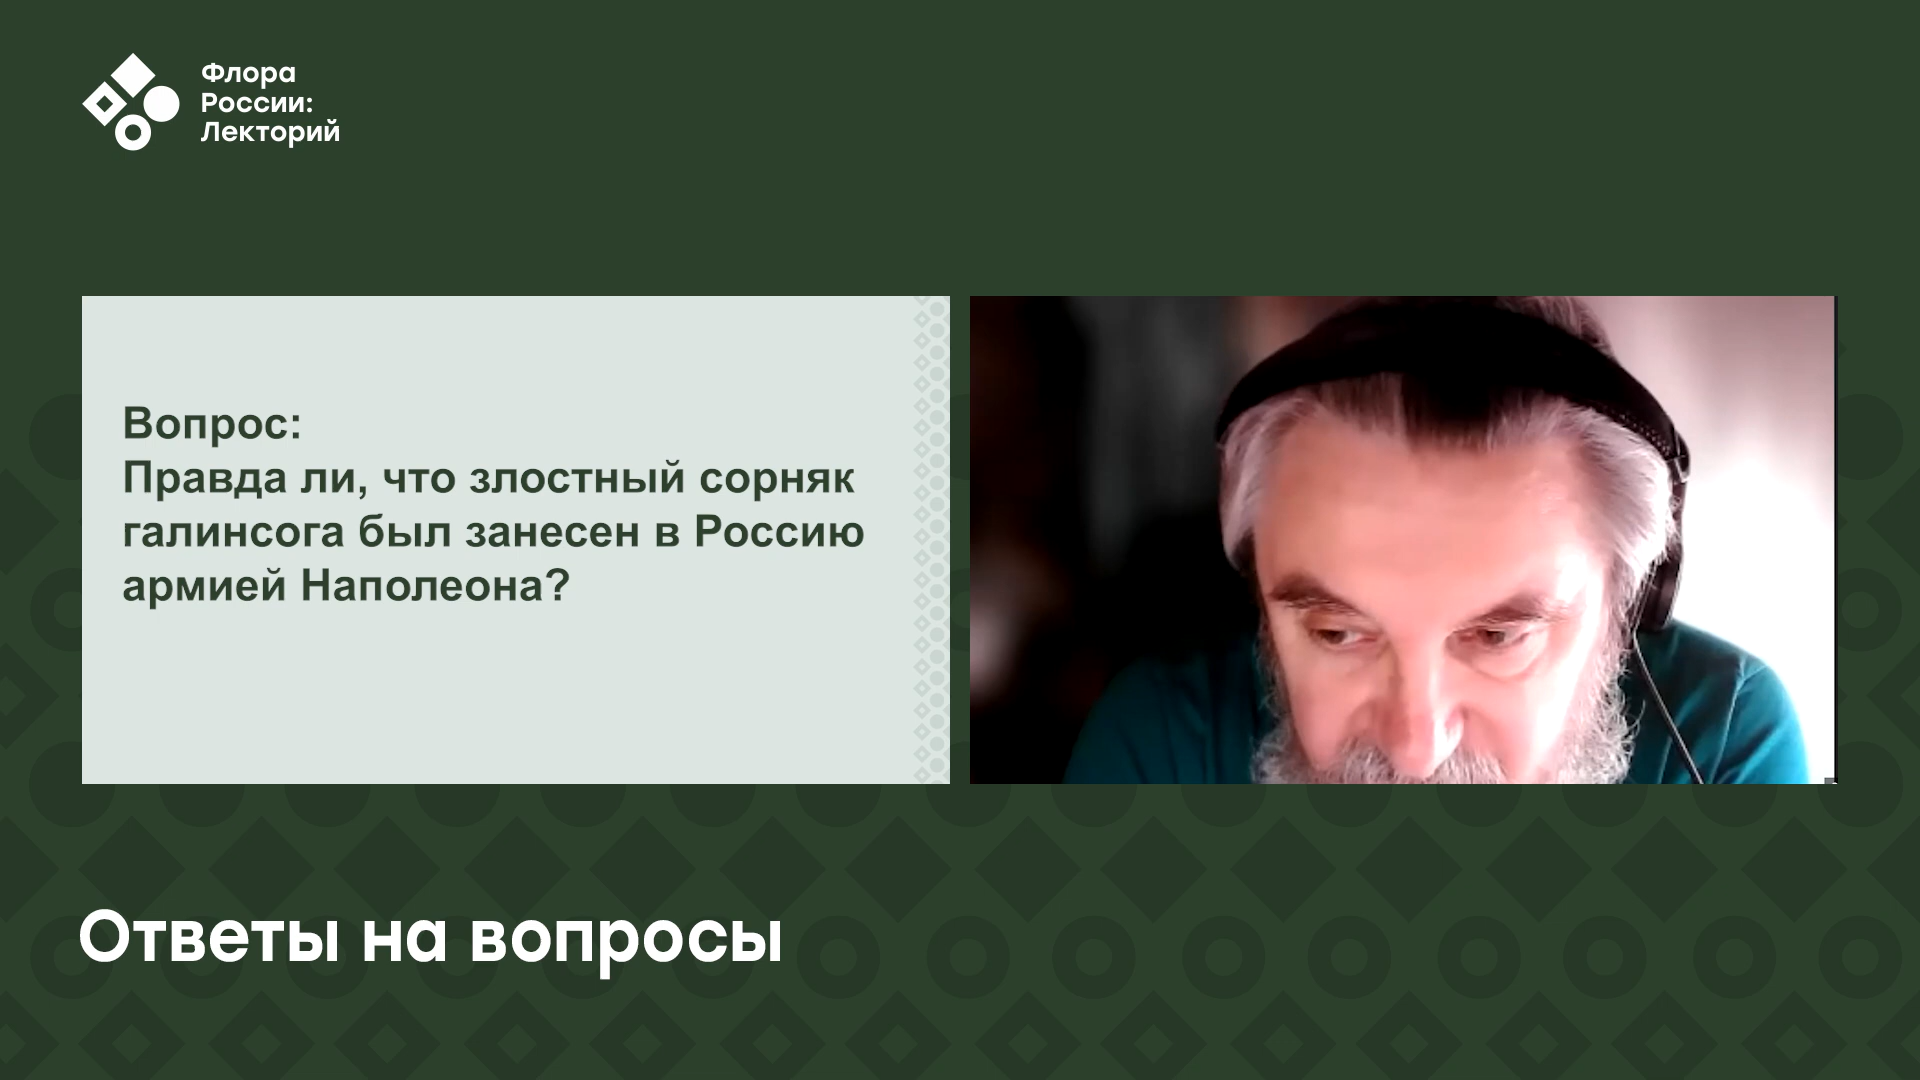 Флора
России:
Лекторий
Вопрос:
Правда ли, что злостный сорняк
галинсога был занесен в Россию
армией Наполеона?
Ответы на вопросы